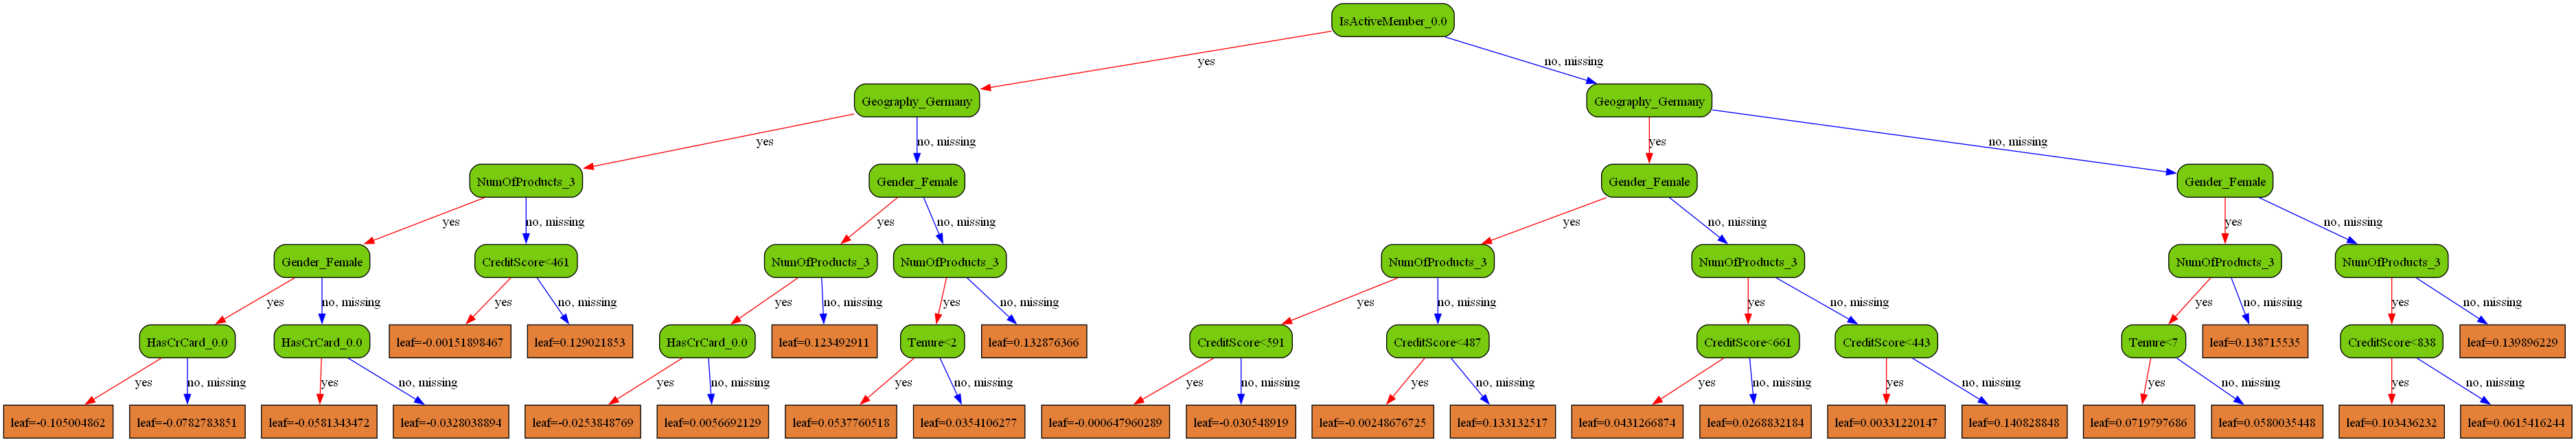 IsActiveMember_0.0
yes
no, missing
Geography_Germany
Geography_Germany
yes
no, missing
yes
no, missing
NumOfProducts_3
Gender_Female
Gender_Female
Gender_Female
yes
no, missing
yes
no, missing
yes
no, missing
yes
no, missing
Gender_Female
CreditScore<461
NumOfProducts_3
NumOfProducts_3
NumOfProducts_3
NumOfProducts_3
NumOfProducts_3
NumOfProducts_3
yes
no, missing
yes
no, missing
yes
no, missing
yes
no, missing
yes
no, missing
yes
no, missing
yes
no, missing
yes
no, missing
HasCrCard_0.0
HasCrCard_0.0
leaf=-0.00151898467
leaf=0.129021853
HasCrCard_0.0
leaf=0.123492911
Tenure<2
leaf=0.132876366
CreditScore<591
CreditScore<487
CreditScore<661
CreditScore<443
Tenure<7
leaf=0.138715535
CreditScore<838
leaf=0.139896229
yes
no, missing
yes
no, missing
yes
no, missing
yes
no, missing
yes
no, missing
yes
no, missing
yes
no, missing
yes
no, missing
yes
no, missing
yes
no, missing
leaf=-0.105004862
leaf=-0.0782783851
leaf=-0.0581343472
leaf=-0.0328038894
leaf=-0.0253848769
leaf=0.0056692129
leaf=0.0537760518
leaf=0.0354106277
leaf=-0.000647960289
leaf=-0.030548919
leaf=-0.00248676725
leaf=0.133132517
leaf=0.0431266874
leaf=0.0268832184
leaf=0.00331220147
leaf=0.140828848
leaf=0.0719797686
leaf=0.0580035448
leaf=0.103436232
leaf=0.0615416244